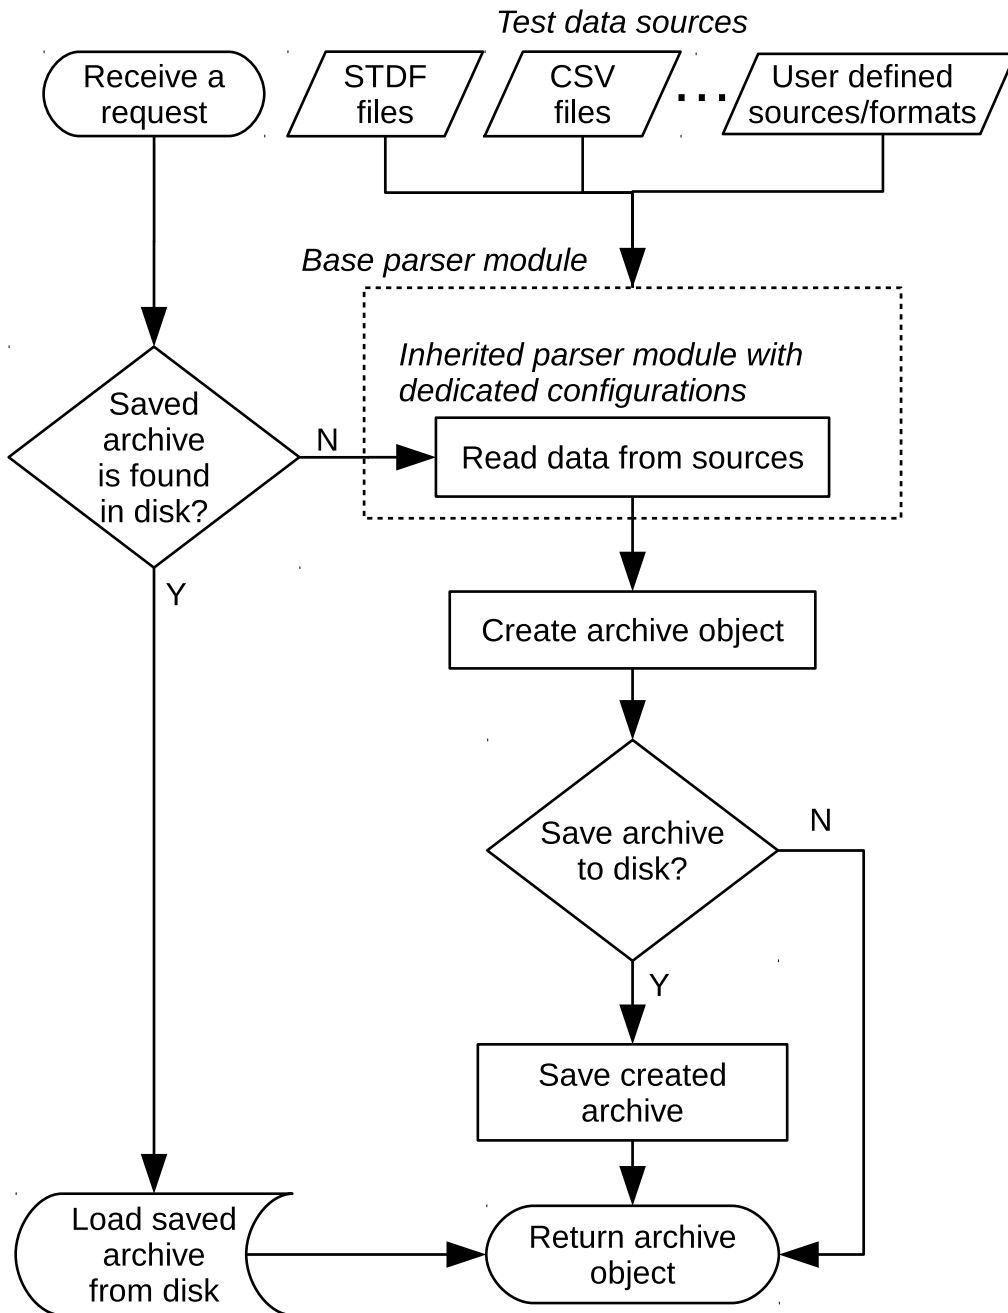 Test data sources
Receive a
request
STDF
files
CSV
files
...
User defined
sources/formats
Base parser module
Inherited parser module with
dedicated configurations
Saved
archive
is found
in disk?
N
Read data from sources
Y
Create archive object
Save archive
to disk?
N
Y
Save created
archive
Load saved
archive
from disk
Return archive
object